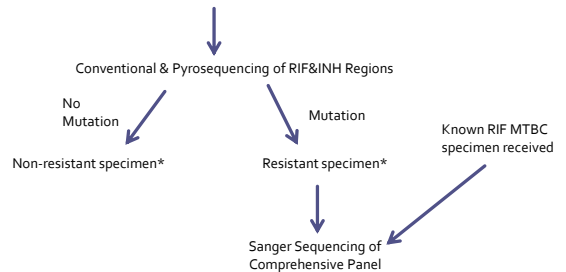 Conventional & Pyrosequencing of RIF&INH Regions
No
Mutation
Mutation
Known RIF MTBC
specimen received
Non-resistant specimen*
Resistant specimen*
Sanger Sequencing of
Comprehensive Panel